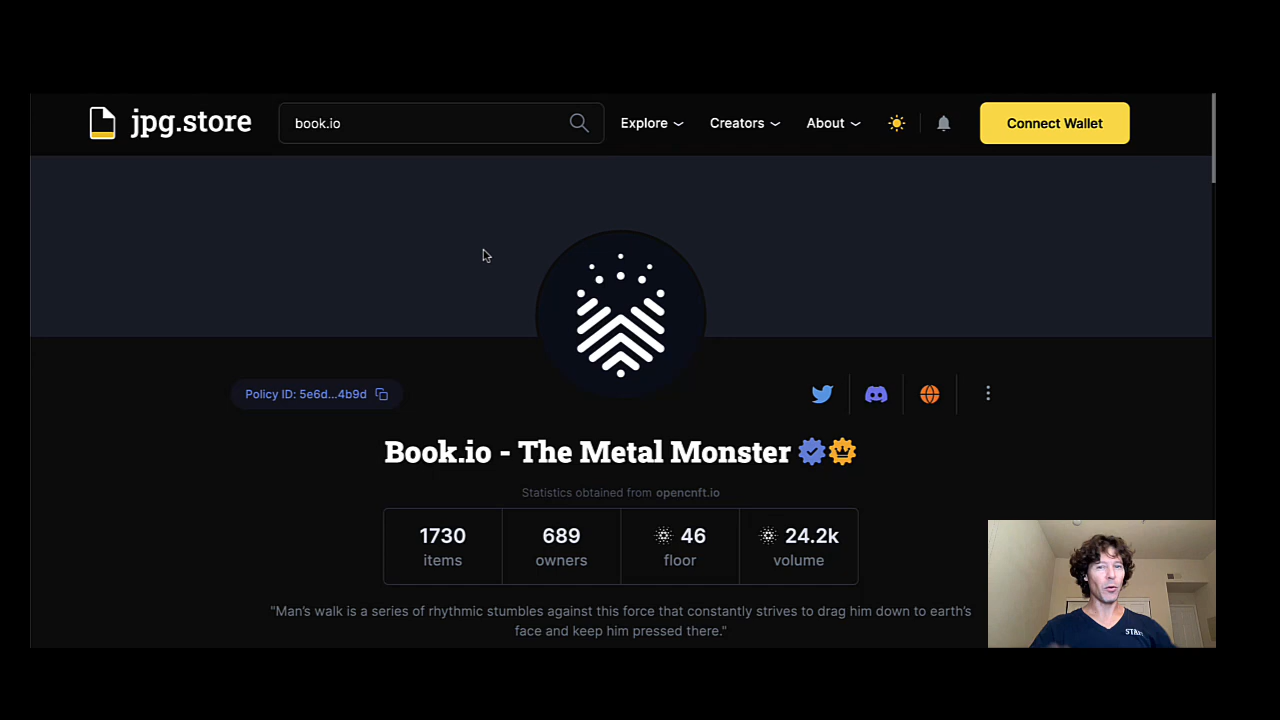 jpg.store
book.io
Explore
Creators
About
Connect Wallet
Policy ID: 5e6d...4b9d
Book.io - The Metal Monster
Statistics obtained from opencnft.io
1730
items
689
owners
46
floor
24.2k
volume
"Man's walk is a series of rhythmic stumbles against this force that constantly strives to drag him down to earth's
face and keep him pressed there."